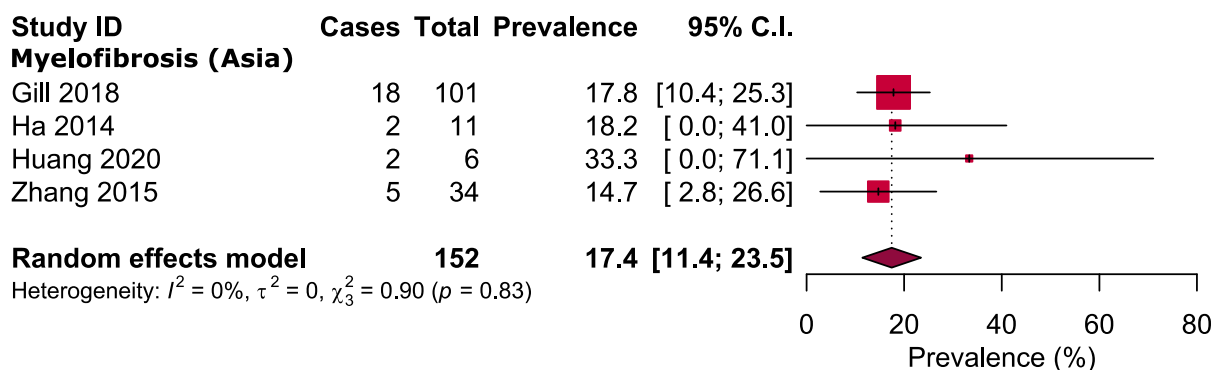 Study ID Cases Total Prevalence 95% C.I.
Myelofibrosis (Asia)
Gill 2018 18 101 17.8 [10.4; 25.3]
Ha 2014 2 11 18.2 [ 0.0; 41.0]
Huang 2020 2 6 33.3 [ 0.0; 71.1]
Zhang 2015 5 34 14.7 [ 2.8; 26.6]
Random effects model 152 17.4 [11.4; 23.5]
Heterogeneity: I² = 0%, τ² = 0, χ²₃ = 0.90 (p = 0.83)
0 20 40 60 80
Prevalence (%)